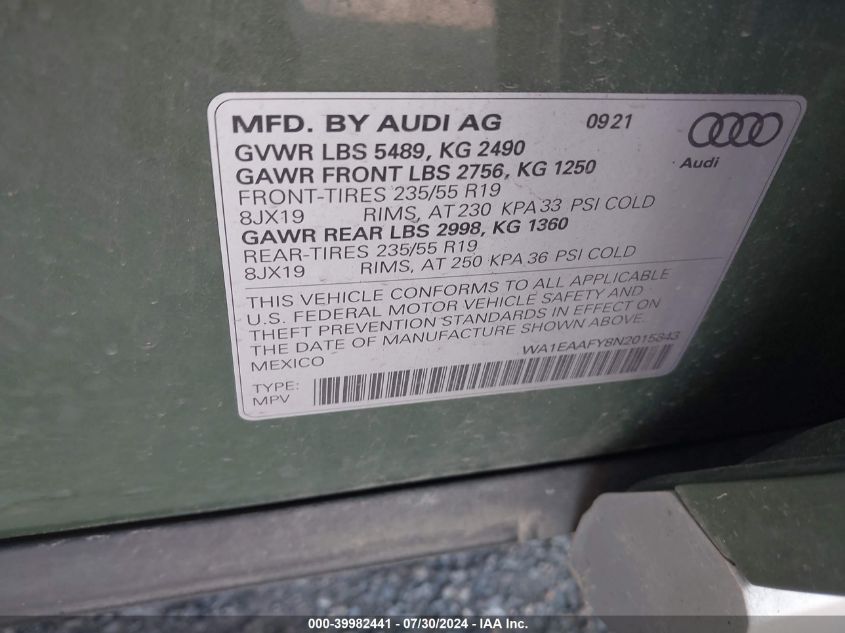 MFD. BY AUDI AG 09 21
Audi
GVWR LBS 5489, KG 2490
GAWR FRONT LBS 2756, KG 1250
FRONT-TIRES 235/55 R19
8JX19 RIMS, AT 230 KPA 33 PSI COLD
GAWR REAR LBS 2998, KG 1360
REAR-TIRES 235/55 R19
8JX19 RIMS, AT 250 KPA 36 PSI COLD
THIS VEHICLE CONFORMS TO ALL APPLICABLE
U.S. FEDERAL MOTOR VEHICLE SAFETY AND
THEFT PREVENTION STANDARDS IN EFFECT ON
THE DATE OF MANUFACTURE SHOWN ABOVE
MEXICO WA1EAAFY8N2015843
TYPE:
MPV
000-39982441 - 07/30/2024 - IAA Inc.